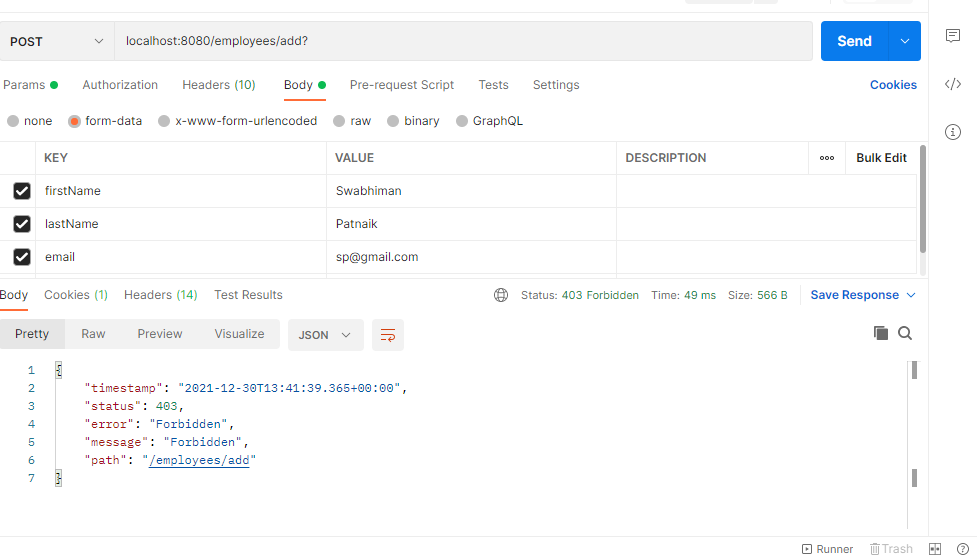 POST localhost:8080/employees/add? Send
Params Authorization Headers (10) Body Pre-request Script Tests Settings Cookies
none form-data x-www-form-urlencoded raw binary GraphQL
KEY VALUE DESCRIPTION ooo Bulk Edit
firstName Swabhiman
lastName Patnaik
email sp@gmail.com
Body Cookies (1) Headers (14) Test Results Status: 403 Forbidden Time: 49 ms Size: 566 B Save Response
Pretty Raw Preview Visualize JSON
1 {
2 "timestamp": "2021-12-30T13:41:39.365+00:00",
3 "status": 403,
4 "error": "Forbidden",
5 "message": "Forbidden",
6 "path": "/employees/add"
7 }
Runner Trash